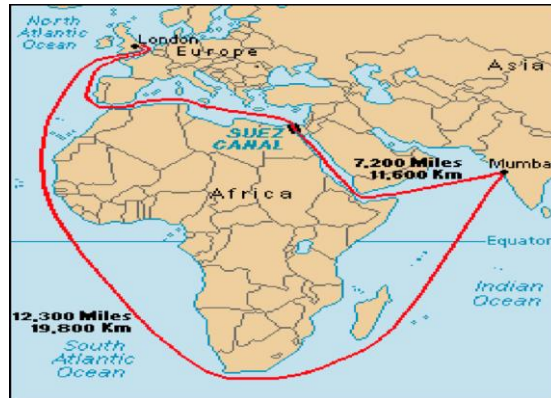 North
Atlantic
Ocean
London
Europe
Asia
SUEZ
CANAL
7,200 Miles
11,600 Km
Mumba
Africa
Equator
Indian
Ocean
12,300 Miles
19,800 Km
South
Atlantic
Ocean